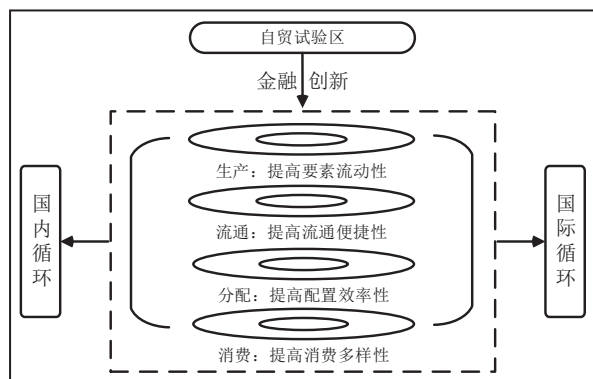 自贸试验区
金融 创新
生产：提高要素流动性
流通：提高流通便捷性
分配：提高配置效率性
消费：提高消费多样性
国内循环
国际循环